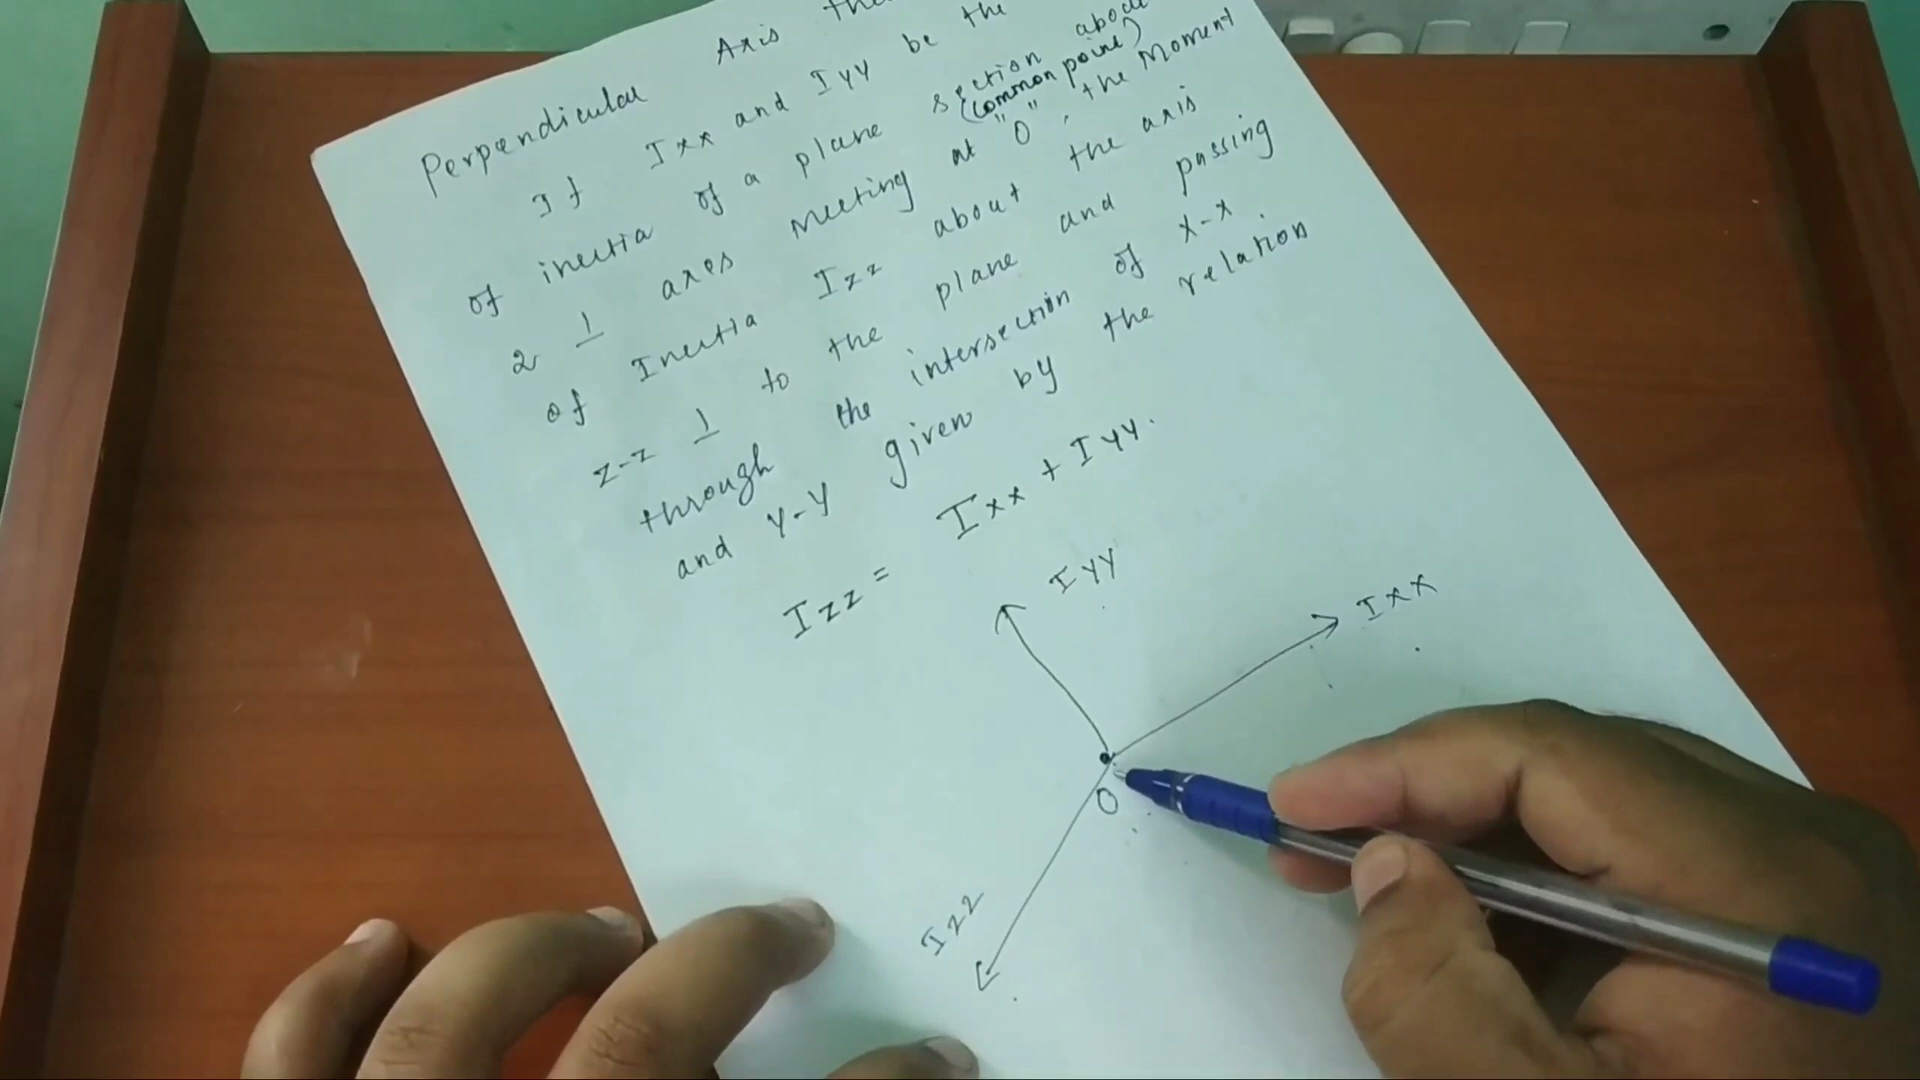 Perpendicular Axis
If Ixx and Iyy be the
of inertia of a plane section about
(common point)
2 ⊥ axes Meeting at "O", the Moment
of Inertia Izz about the axis
z-z ⊥ to the plane and passing
through the intersection of x-x
and Y-Y given by the relation
Izz = Ixx + Iyy.
IYY
IXX
O
Izz